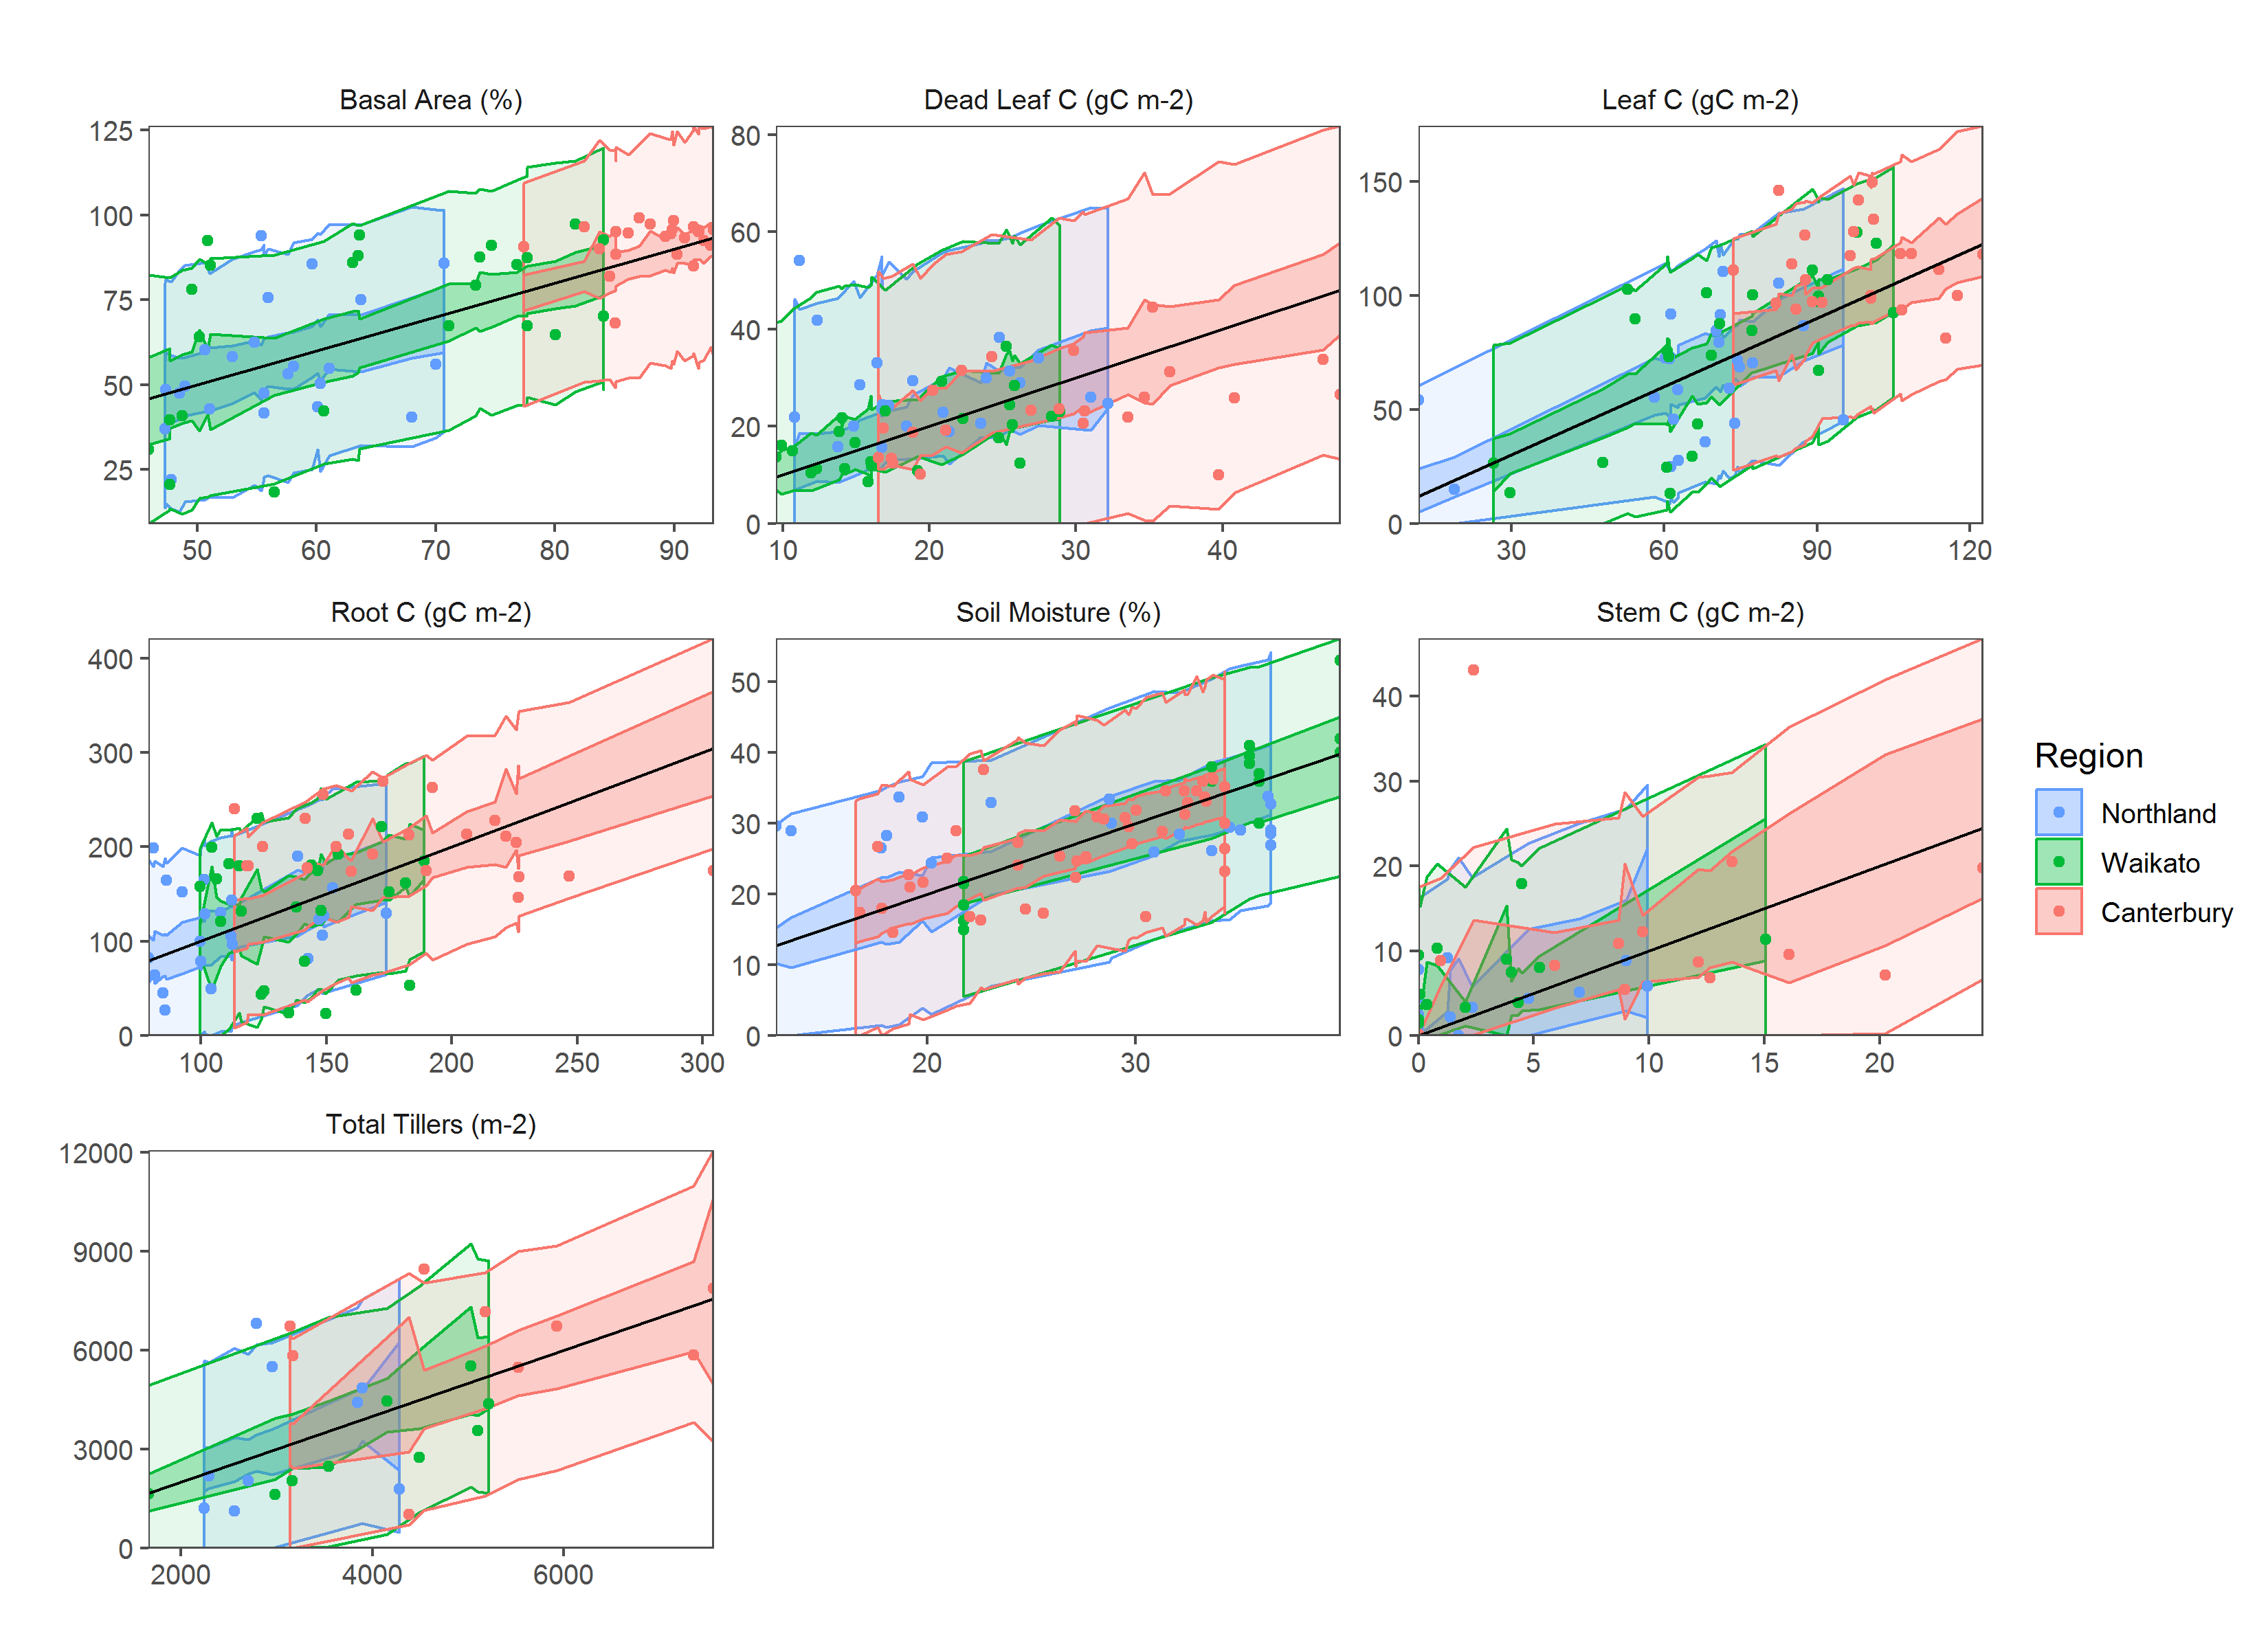 Basal Area (%)
Dead Leaf C (gC m-2)
Leaf C (gC m-2)
125
100
75
50
25
50 60 70 80 90
80
60
40
20
0
10 20 30 40
150
100
50
0
30 60 90 120
Root C (gC m-2)
Soil Moisture (%)
Stem C (gC m-2)
400
300
200
100
0
100 150 200 250 300
50
40
30
20
10
0
20 30
40
30
20
10
0
0 5 10 15 20
Region
Northland
Waikato
Canterbury
Total Tillers (m-2)
12000
9000
6000
3000
0
2000 4000 6000